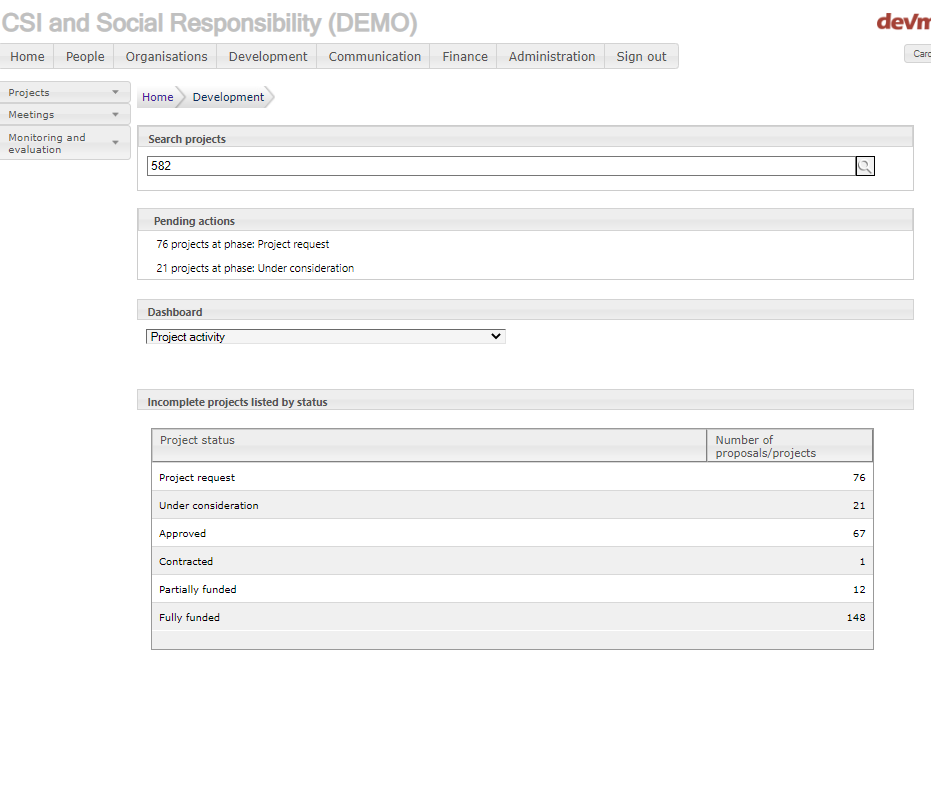 CSI and Social Responsibility (DEMO)
Home People Organisations Development Communication Finance Administration Sign out
Projects
Meetings
Monitoring and
evaluation
Home Development
Search projects
582
Pending actions
76 projects at phase: Project request
21 projects at phase: Under consideration
Dashboard
Project activity
Incomplete projects listed by status
Project status Number of
proposals/projects
Project request 76
Under consideration 21
Approved 67
Contracted 1
Partially funded 12
Fully funded 148